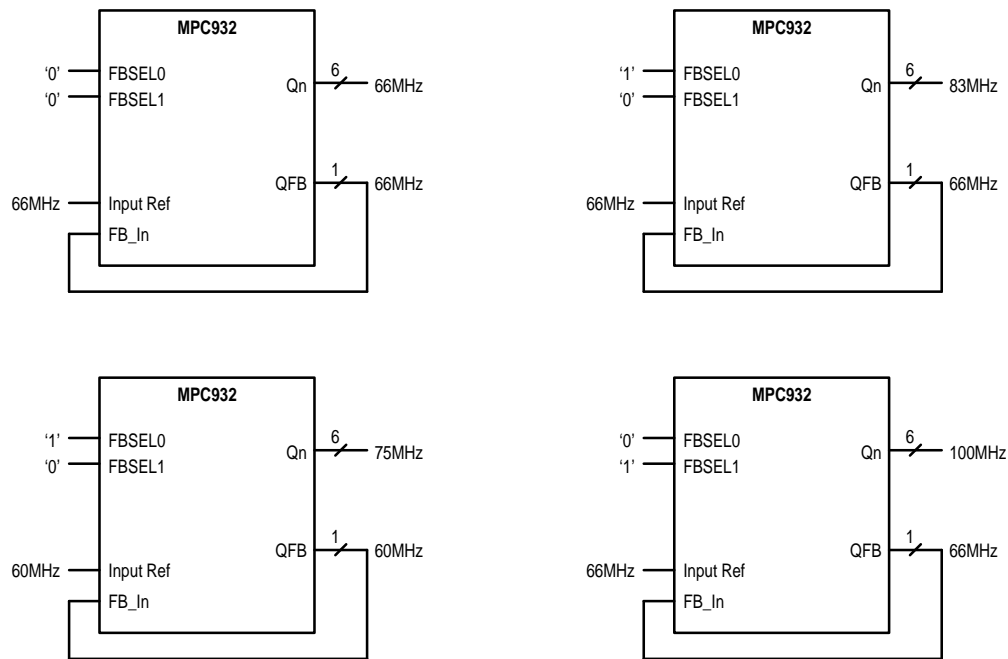 MPC932
‘0’ FBSEL0
‘0’ FBSEL1
Qn 6 66MHz
QFB 1 66MHz
66MHz Input Ref
FB_In
MPC932
‘1’ FBSEL0
‘0’ FBSEL1
Qn 6 83MHz
QFB 1 66MHz
66MHz Input Ref
FB_In
MPC932
‘1’ FBSEL0
‘0’ FBSEL1
Qn 6 75MHz
QFB 1 60MHz
60MHz Input Ref
FB_In
MPC932
‘0’ FBSEL0
‘1’ FBSEL1
Qn 6 100MHz
QFB 1 66MHz
66MHz Input Ref
FB_In